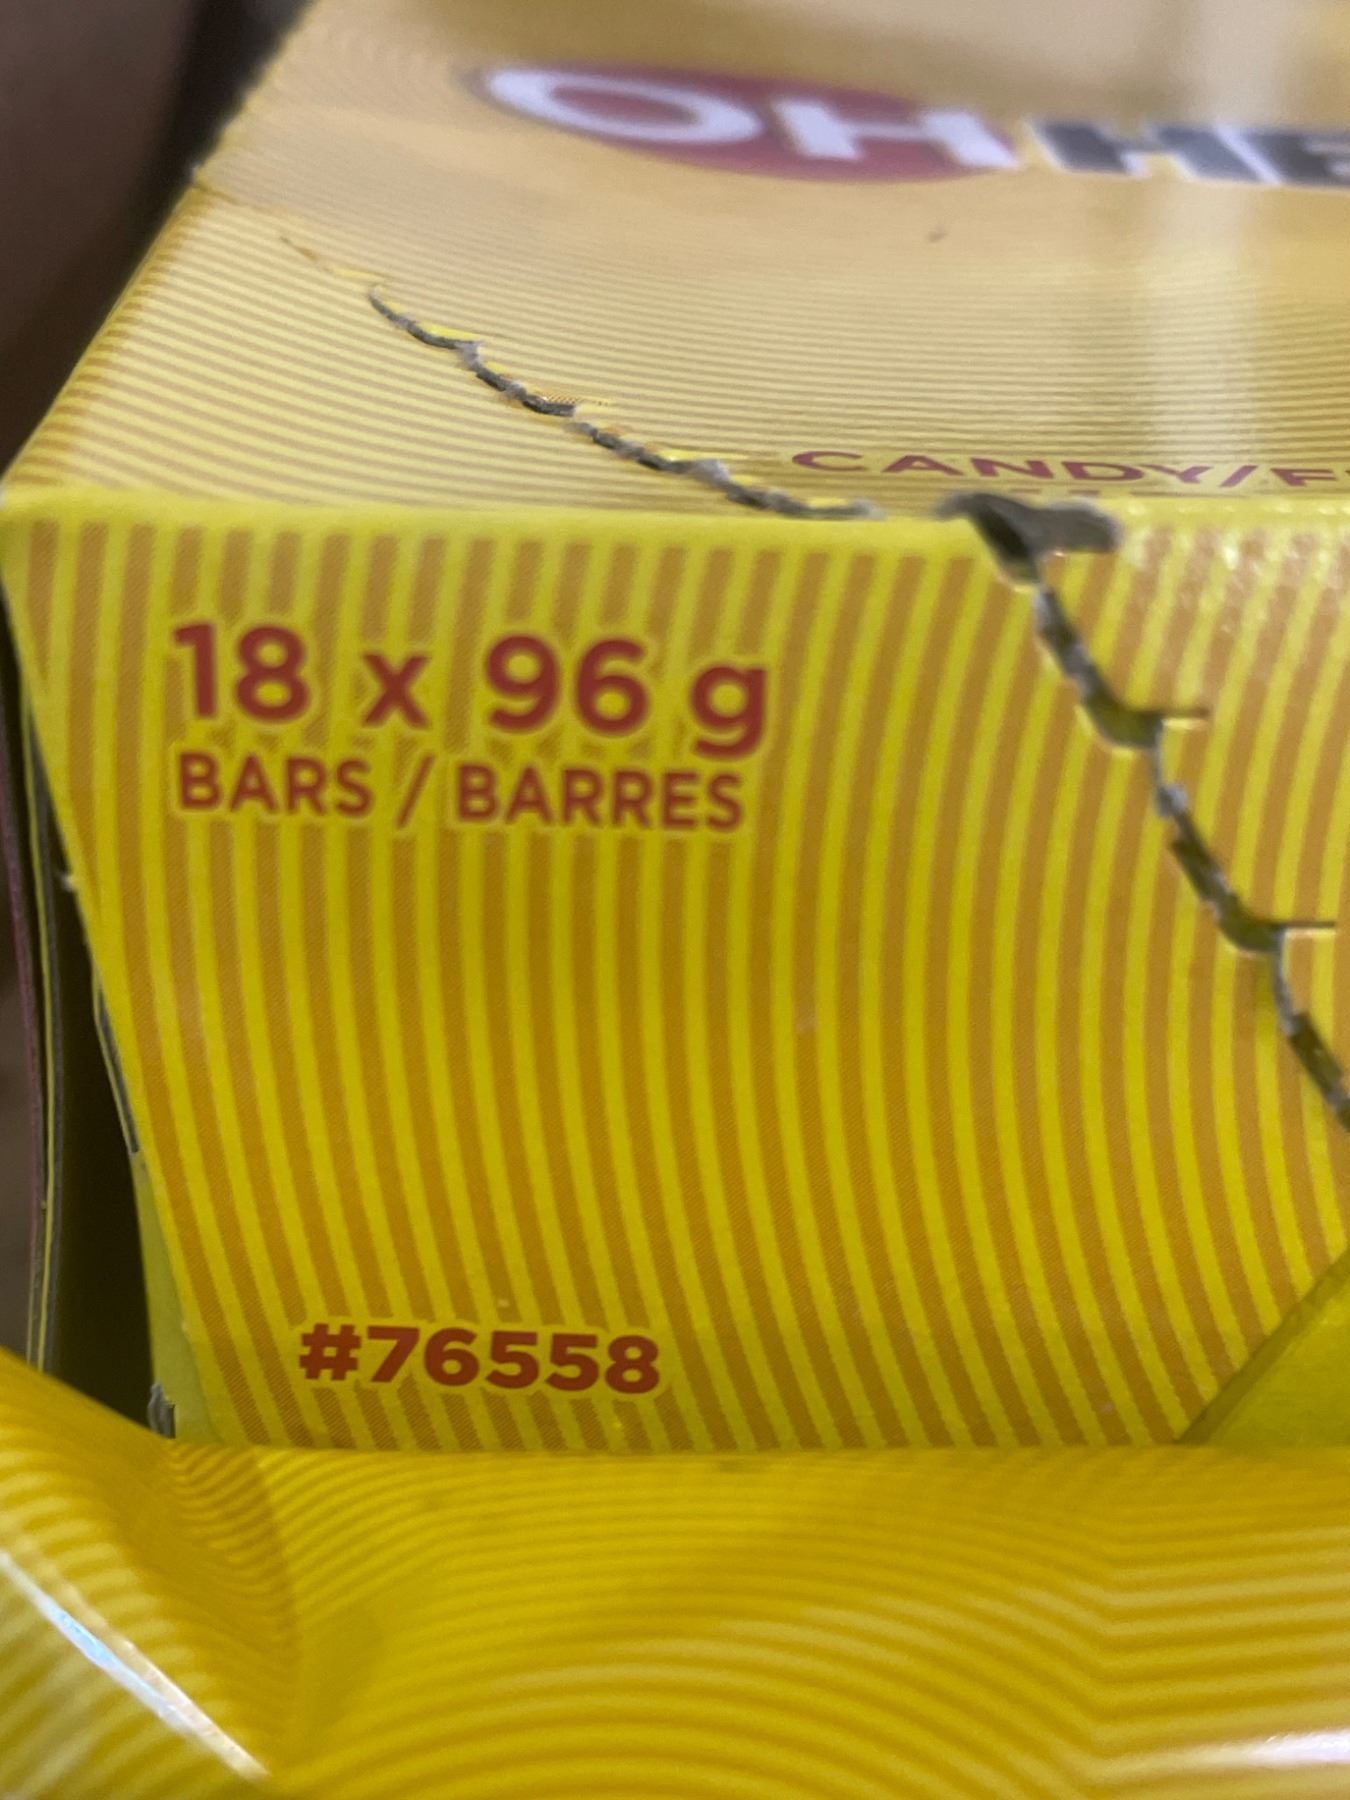 OH HE
CANDY/F
18 x 96 g
BARS / BARRES
#76558